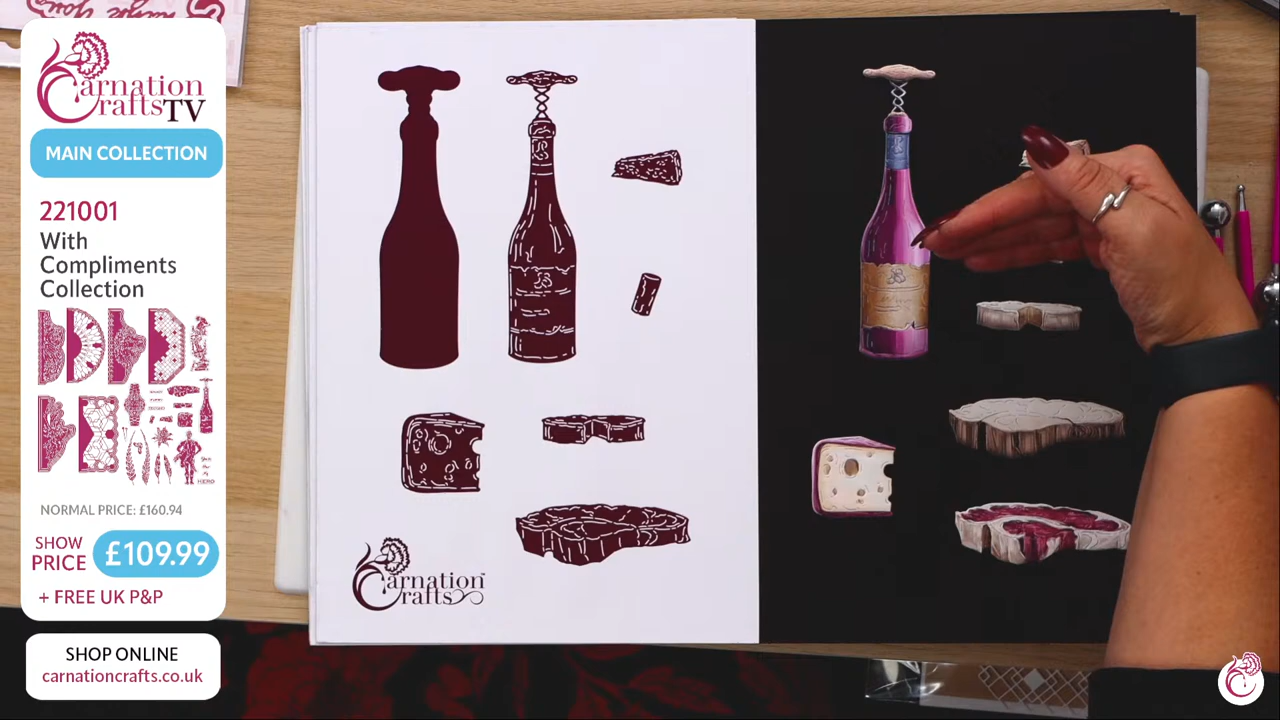 Carnation
Crafts TV
MAIN COLLECTION
221001
With
Compliments
Collection
NORMAL PRICE: £160.94
SHOW
PRICE
£109.99
+ FREE UK P&P
SHOP ONLINE
carnationcrafts.co.uk
Carnation™
Crafts